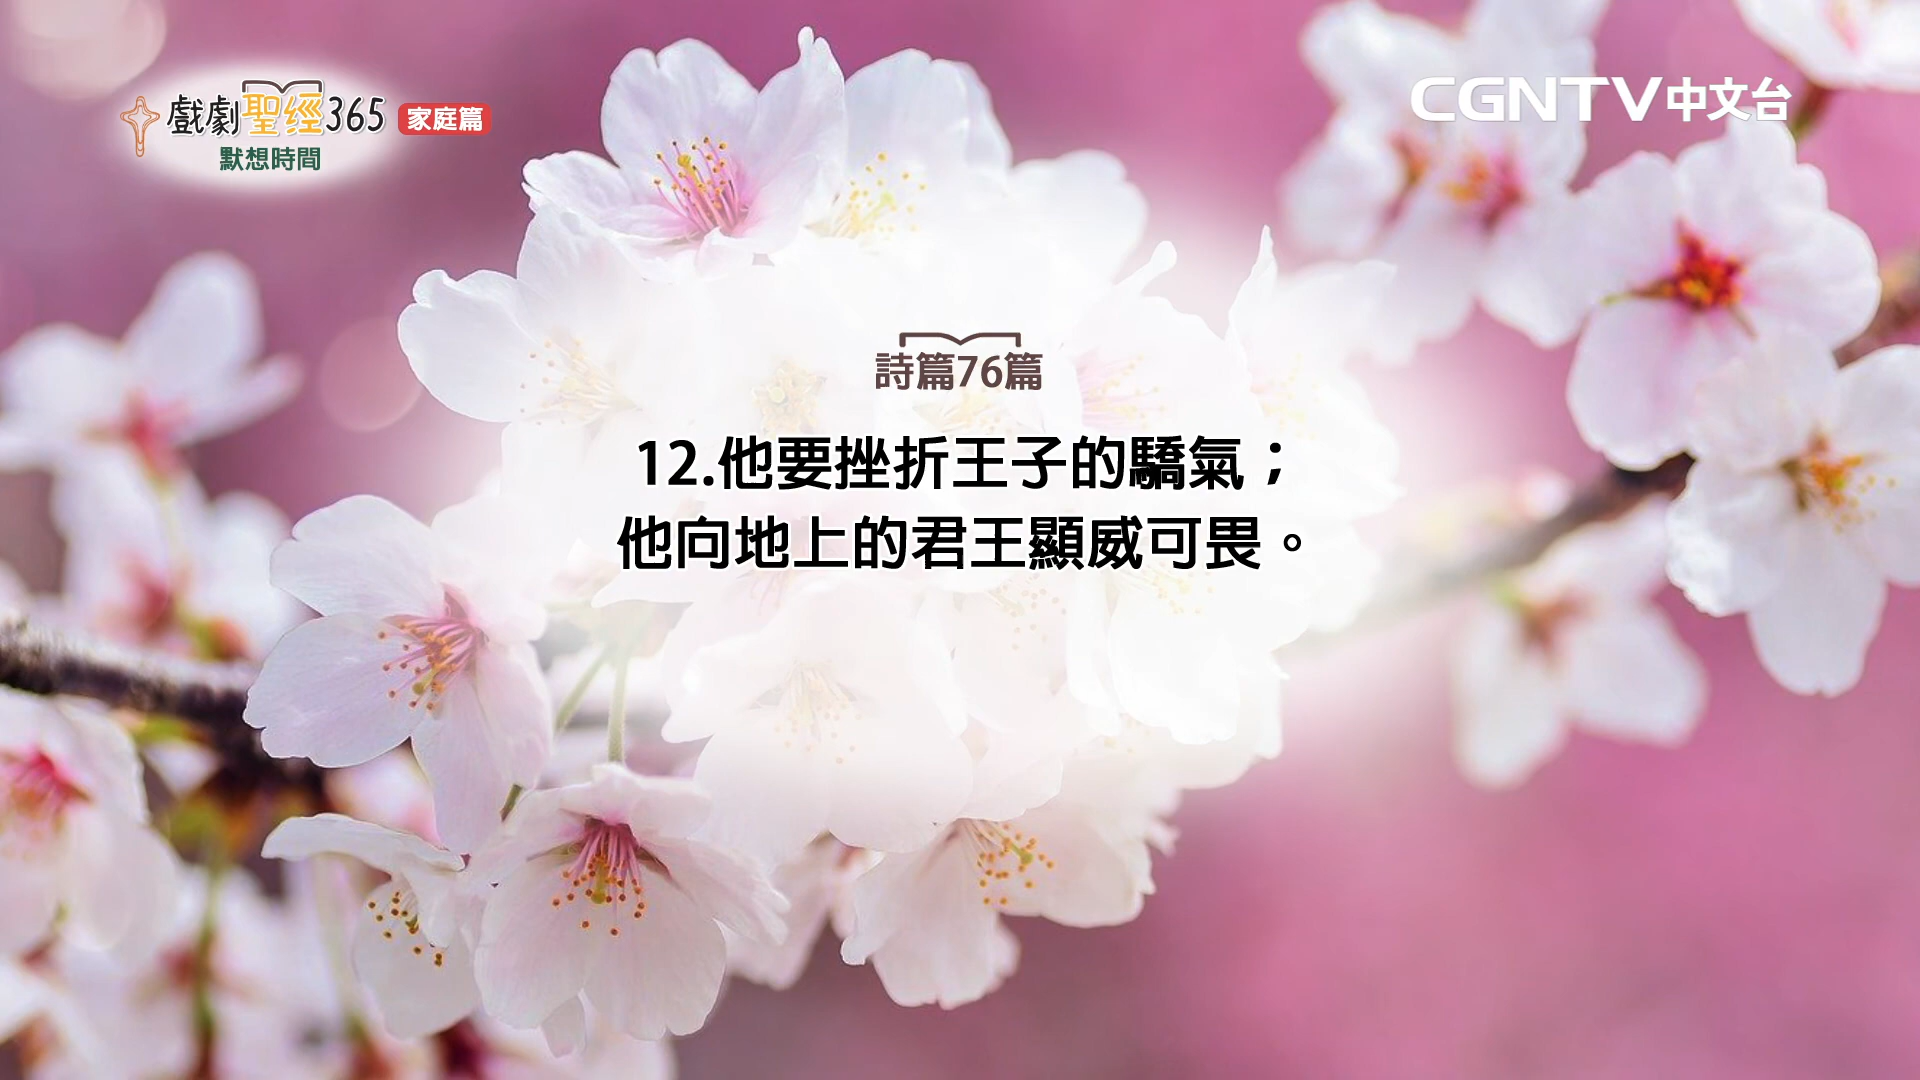 戲劇聖經365 家庭篇
默想時間
CGNTV中文台
詩篇76篇
12.他要挫折王子的驕氣；
他向地上的君王顯威可畏。